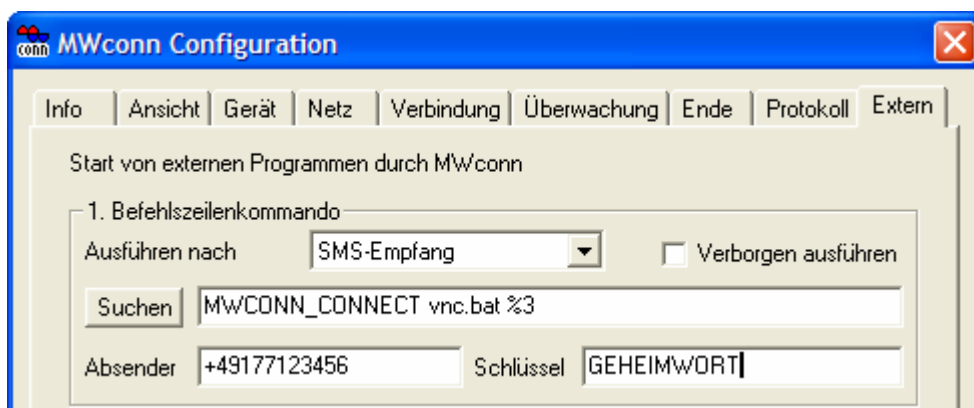 conn MWconn Configuration
Info Ansicht Gerät Netz Verbindung Überwachung Ende Protokoll Extern
Start von externen Programmen durch MWconn
1. Befehlszeilenkommando
Ausführen nach SMS-Empfang Verborgen ausführen
Suchen MWCONN_CONNECT vnc.bat %3
Absender +49177123456 Schlüssel GEHEIMWORT